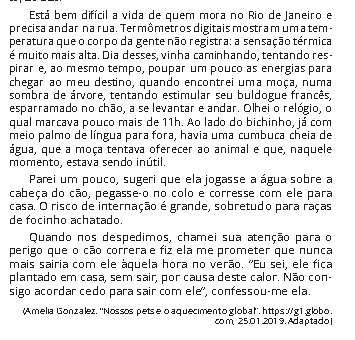 Está bem difícil a vida de quem mora no Rio de Janeiro e
precisa andar na rua. Termômetros digitais mostram uma tem-
peratura que o corpo da gente não registra: a sensação térmica
é muito mais alta. Dia desses, vinha caminhando, tentando res-
pirar e, ao mesmo tempo, poupar um pouco as energias para
chegar ao meu destino, quando encontrei uma moça, numa
sombra de árvore, tentando estimular seu buldogue francês,
esparramado no chão, a se levantar e andar. Olhei o relógio, o
qual marcava pouco mais de 11h. Ao lado do bichinho, já com
meio palmo de língua para fora, havia uma cumbuca cheia de
água, que a moça tentava oferecer ao animal e que, naquele
momento, estava sendo inútil.
Parei um pouco, sugeri que ela jogasse a água sobre a
cabeça do cão, pegasse-o no colo e corresse com ele para
casa. O risco de internação é grande, sobretudo para raças
de focinho achatado.
Quando nos despedimos, chamei sua atenção para o
perigo que o cão correra e fiz ela me prometer que nunca
mais sairia com ele àquela hora no verão. “Eu sei, ele fica
plantado em casa, sem sair, por causa deste calor. Não con-
sigo acordar cedo para sair com ele”, confessou-me ela.
(Amelia Gonzalez. “Nossos pets e o aquecimento global”. https://g1.globo.
com, 25.01.2019. Adaptado)